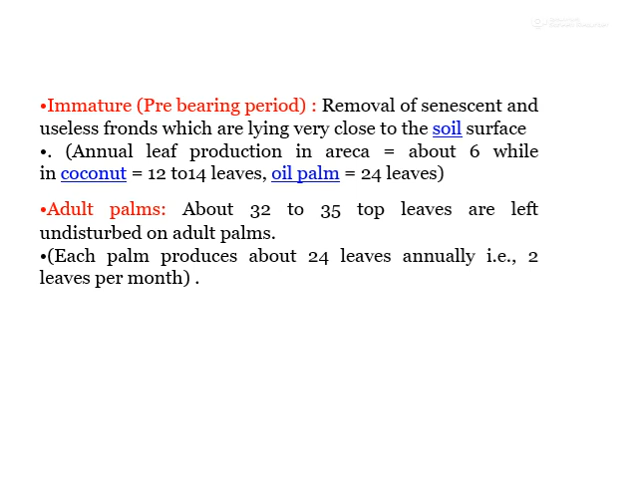 •Immature (Pre bearing period) : Removal of senescent and
useless fronds which are lying very close to the soil surface
•. (Annual leaf production in areca = about 6 while
in coconut = 12 to14 leaves, oil palm = 24 leaves)
•Adult palms: About 32 to 35 top leaves are left
undisturbed on adult palms.
•(Each palm produces about 24 leaves annually i.e., 2
leaves per month) .